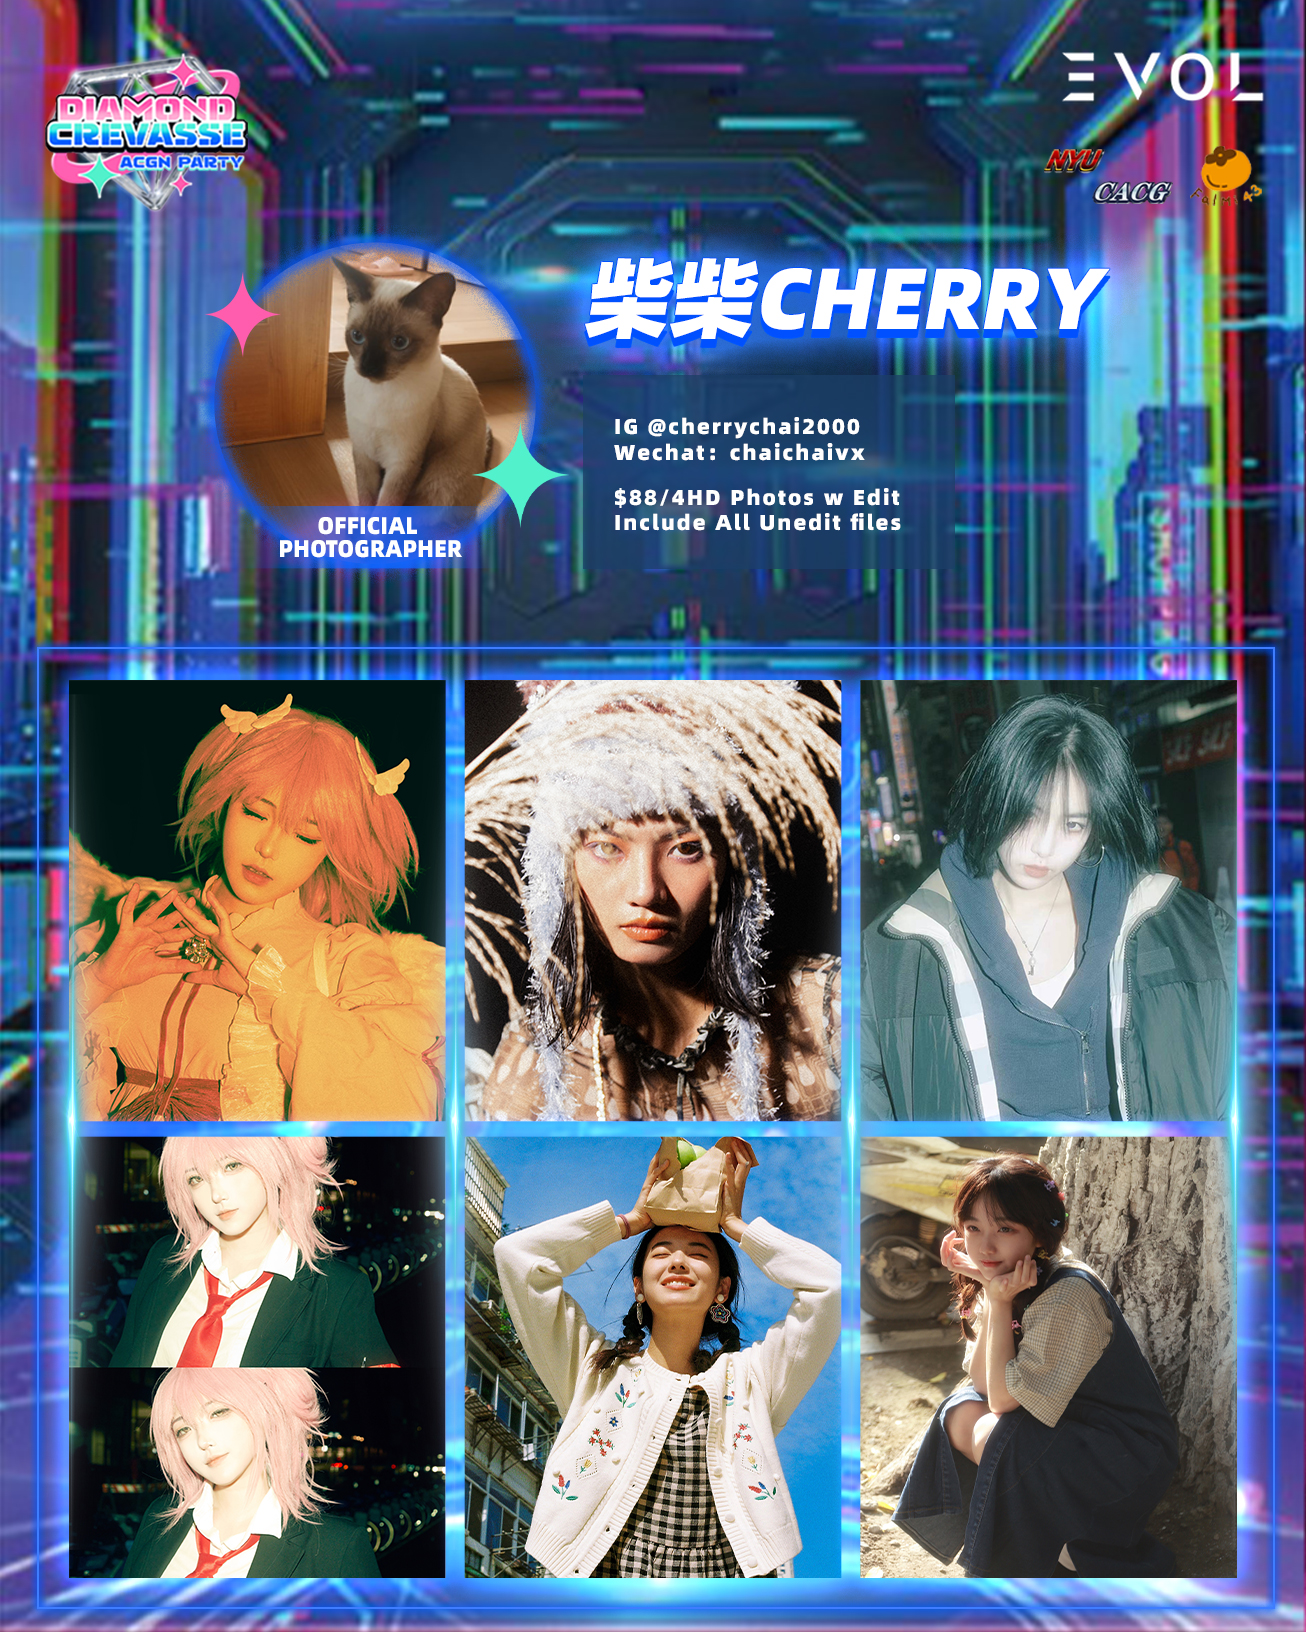 DIAMOND
CREVASSE
ACGN PARTY
EVOL
NYU
CACG
柴柴CHERRY
IG @cherrychai2000
Wechat：chaichaivx
$88/4HD Photos w Edit
Include All Unedit files
OFFICIAL
PHOTOGRAPHER